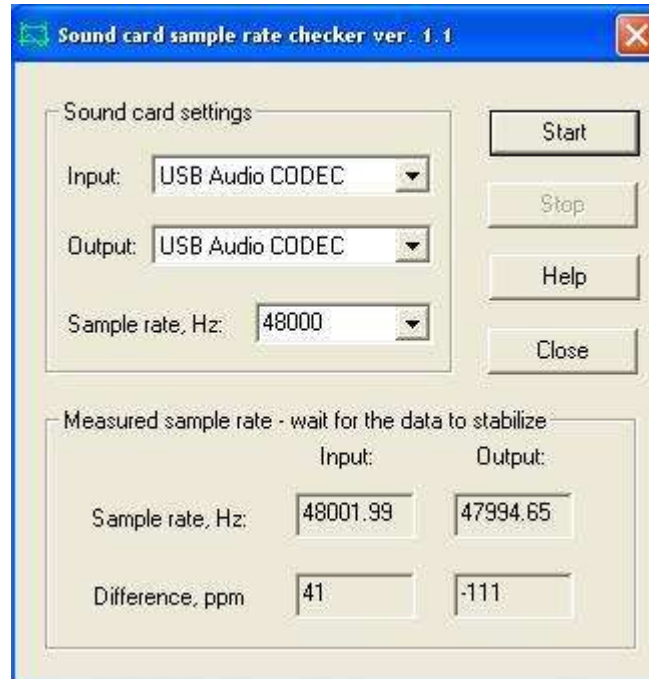 Sound card sample rate checker ver. 1.1
Sound card settings
Input: USB Audio CODEC
Output: USB Audio CODEC
Sample rate, Hz: 48000
Start
Stop
Help
Close
Measured sample rate - wait for the data to stabilize
Input: Output:
Sample rate, Hz: 48001.99 47994.65
Difference, ppm 41 -111